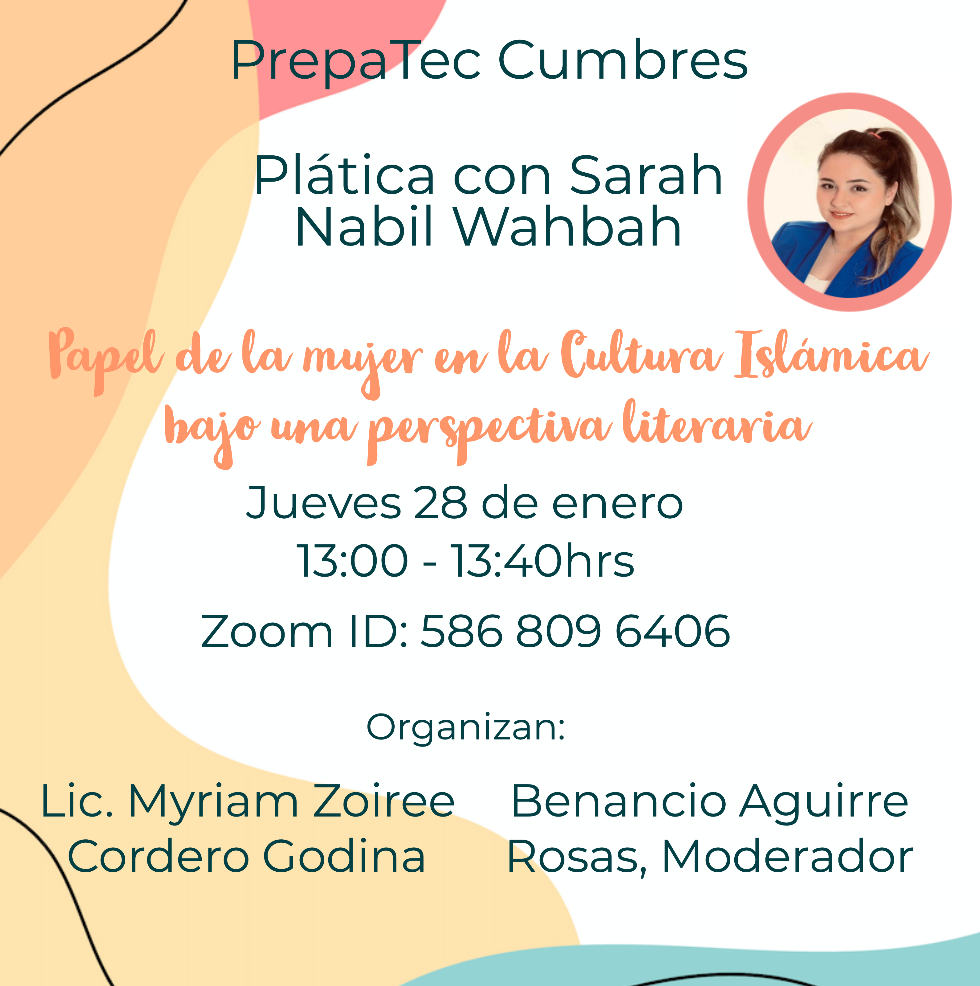 PrepaTec Cumbres
Plática con Sarah
Nabil Wahbah
Papel de la mujer en la Cultura Islámica
bajo una perspectiva literaria
Jueves 28 de enero
13:00 - 13:40hrs
Zoom ID: 586 809 6406
Organizan:
Lic. Myriam Zoiree
Cordero Godina
Benancio Aguirre
Rosas, Moderador